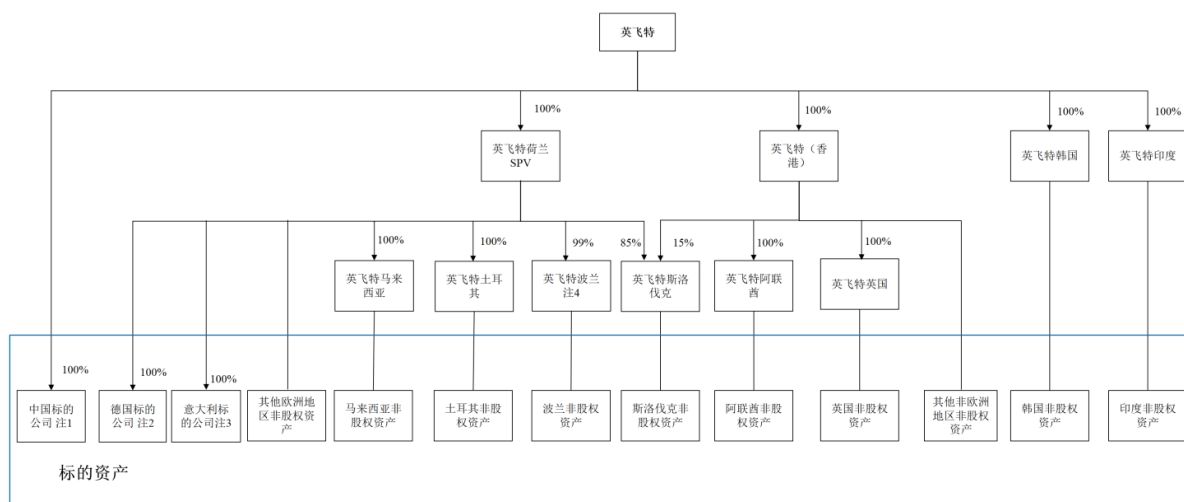 英飞特
100%
100%
100%
100%
英飞特荷兰
SPV
英飞特（香
港）
英飞特韩国
英飞特印度
100%
100%
99%
85%
15%
100%
100%
英飞特马来
西亚
英飞特土耳
其
英飞特波兰
注4
英飞特斯洛
伐克
英飞特阿联
酋
英飞特英国
100%
100%
100%
中国标的
公司 注1
德国标的
公司 注2
意大利标
的公司注3
其他欧洲地
区非股权资
产
马来西亚非
股权资产
土耳其非股
权资产
波兰非股权
资产
斯洛伐克非
股权资产
阿联酋非股
权资产
英国非股权
资产
其他非欧洲
地区非股权
资产
韩国非股权
资产
印度非股权
资产
标的资产